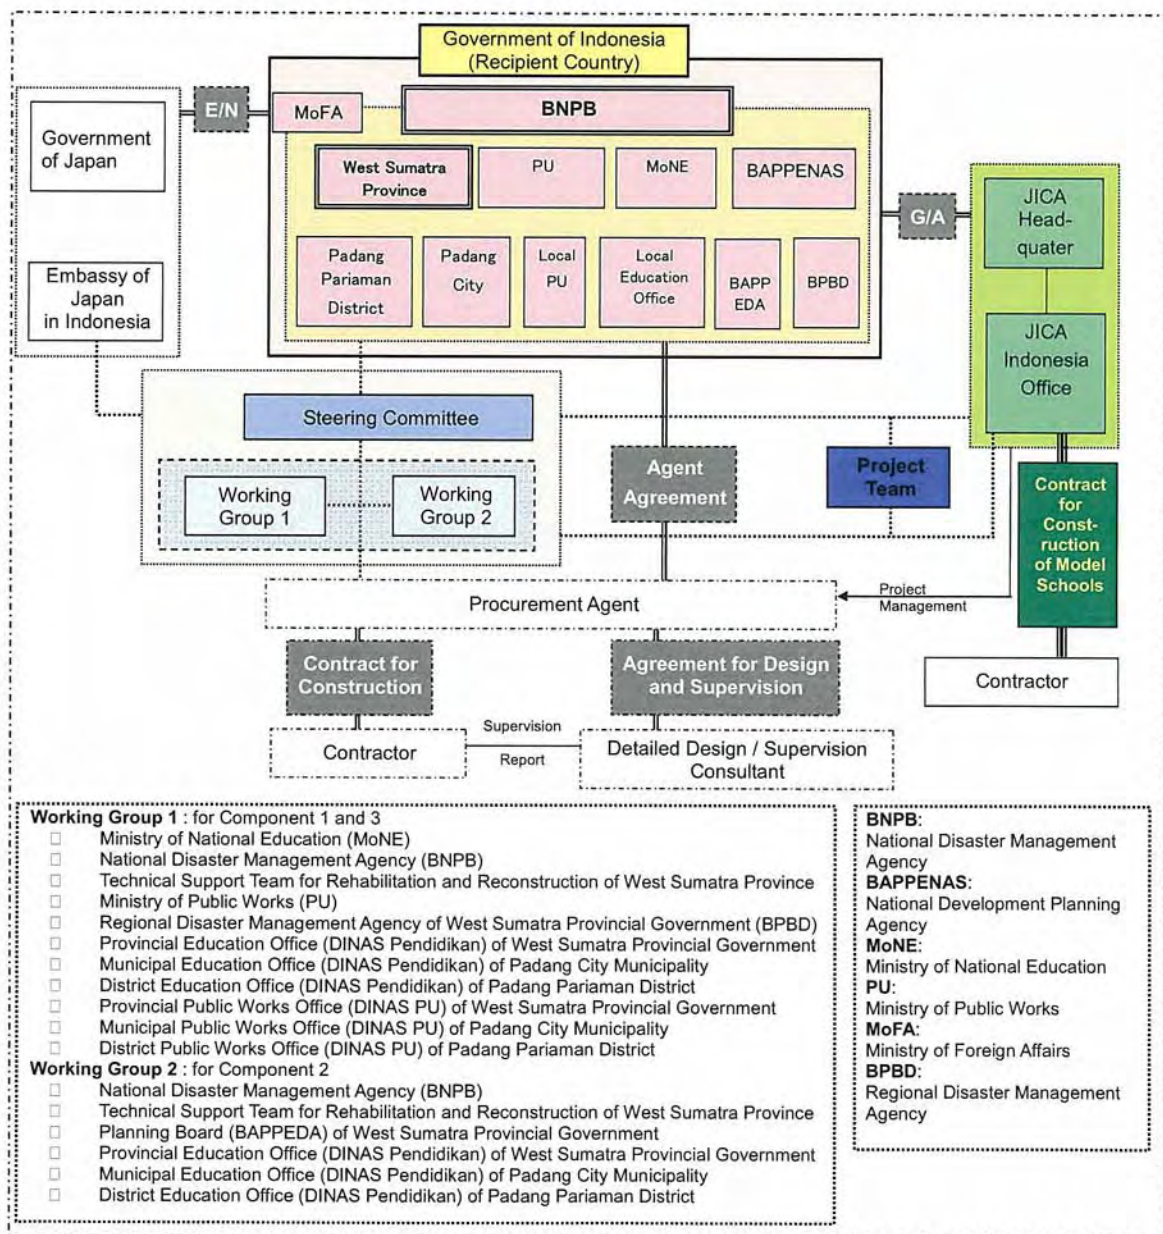 Government of Indonesia
(Recipient Country)
E/N
MoFA
BNPB
Government
of Japan
West Sumatra
Province
PU
MoNE
BAPPENAS
G/A
JICA
Head-
quater
Embassy of
Japan
in Indonesia
Padang
Pariaman
District
Padang
City
Local
PU
Local
Education
Office
BAPP
EDA
BPBD
JICA
Indonesia
Office
Steering Committee
Working
Group 1
Working
Group 2
Agent
Agreement
Project
Team
Contract
for
Const-
ruction
of Model
Schools
Procurement Agent
Project
Management
Contract for
Construction
Agreement for Design
and Supervision
Contractor
Contractor
Supervision
Report
Detailed Design / Supervision
Consultant
Working Group 1 : for Component 1 and 3
Ministry of National Education (MoNE)
National Disaster Management Agency (BNPB)
Technical Support Team for Rehabilitation and Reconstruction of West Sumatra Province
Ministry of Public Works (PU)
Regional Disaster Management Agency of West Sumatra Provincial Government (BPBD)
Provincial Education Office (DINAS Pendidikan) of West Sumatra Provincial Government
Municipal Education Office (DINAS Pendidikan) of Padang City Municipality
District Education Office (DINAS Pendidikan) of Padang Pariaman District
Provincial Public Works Office (DINAS PU) of West Sumatra Provincial Government
Municipal Public Works Office (DINAS PU) of Padang City Municipality
District Public Works Office (DINAS PU) of Padang Pariaman District
Working Group 2 : for Component 2
National Disaster Management Agency (BNPB)
Technical Support Team for Rehabilitation and Reconstruction of West Sumatra Province
Planning Board (BAPPEDA) of West Sumatra Provincial Government
Provincial Education Office (DINAS Pendidikan) of West Sumatra Provincial Government
Municipal Education Office (DINAS Pendidikan) of Padang City Municipality
District Education Office (DINAS Pendidikan) of Padang Pariaman District
BNPB:
National Disaster Management
Agency
BAPPENAS:
National Development Planning
Agency
MoNE:
Ministry of National Education
PU:
Ministry of Public Works
MoFA:
Ministry of Foreign Affairs
BPBD:
Regional Disaster Management
Agency